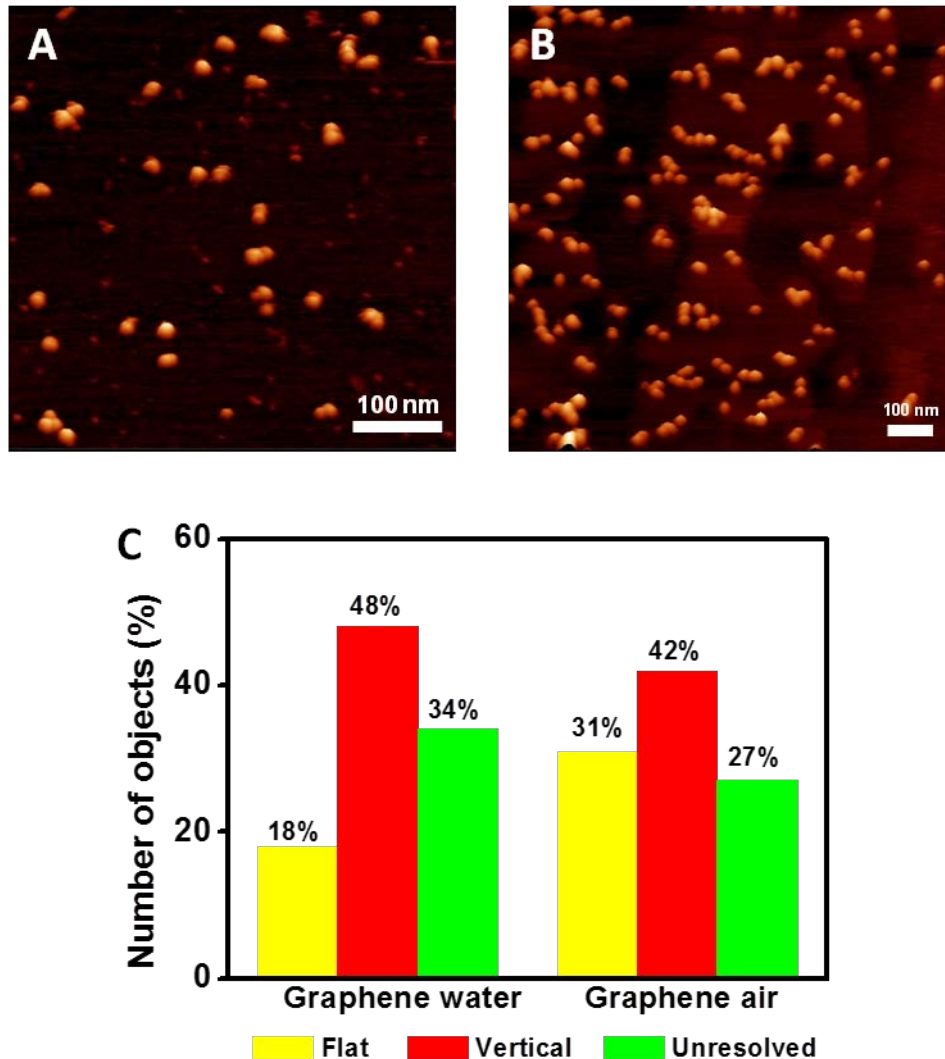 A
B
100 nm
100 nm
C
60
40
20
0
Number of objects (%)
18%
48%
34%
31%
42%
27%
Graphene water
Graphene air
Flat
Vertical
Unresolved